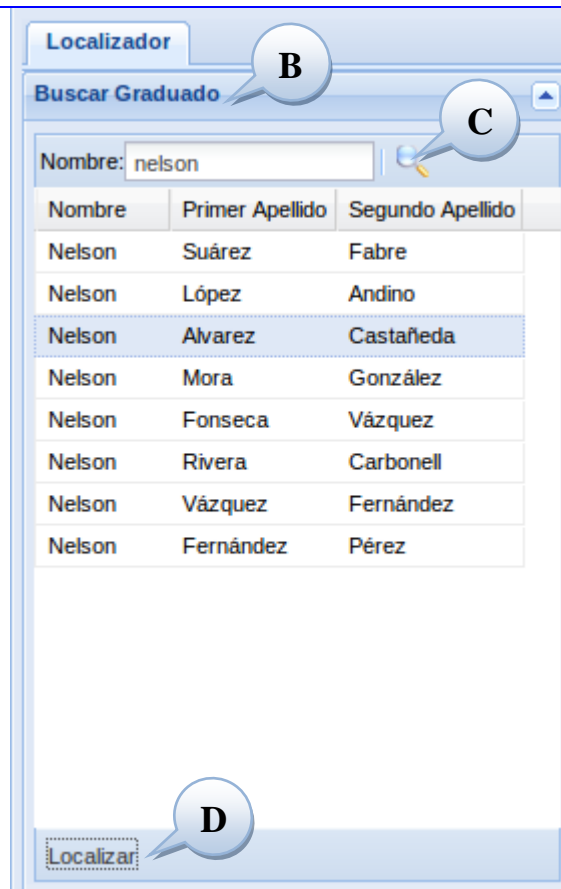 Localizador
B
Buscar Graduado
C
Nombre: nelson
Nombre Primer Apellido Segundo Apellido
Nelson Suárez Fabre
Nelson López Andino
Nelson Alvarez Castañeda
Nelson Mora González
Nelson Fonseca Vázquez
Nelson Rivera Carbonell
Nelson Vázquez Fernández
Nelson Fernández Pérez
D
Localizar